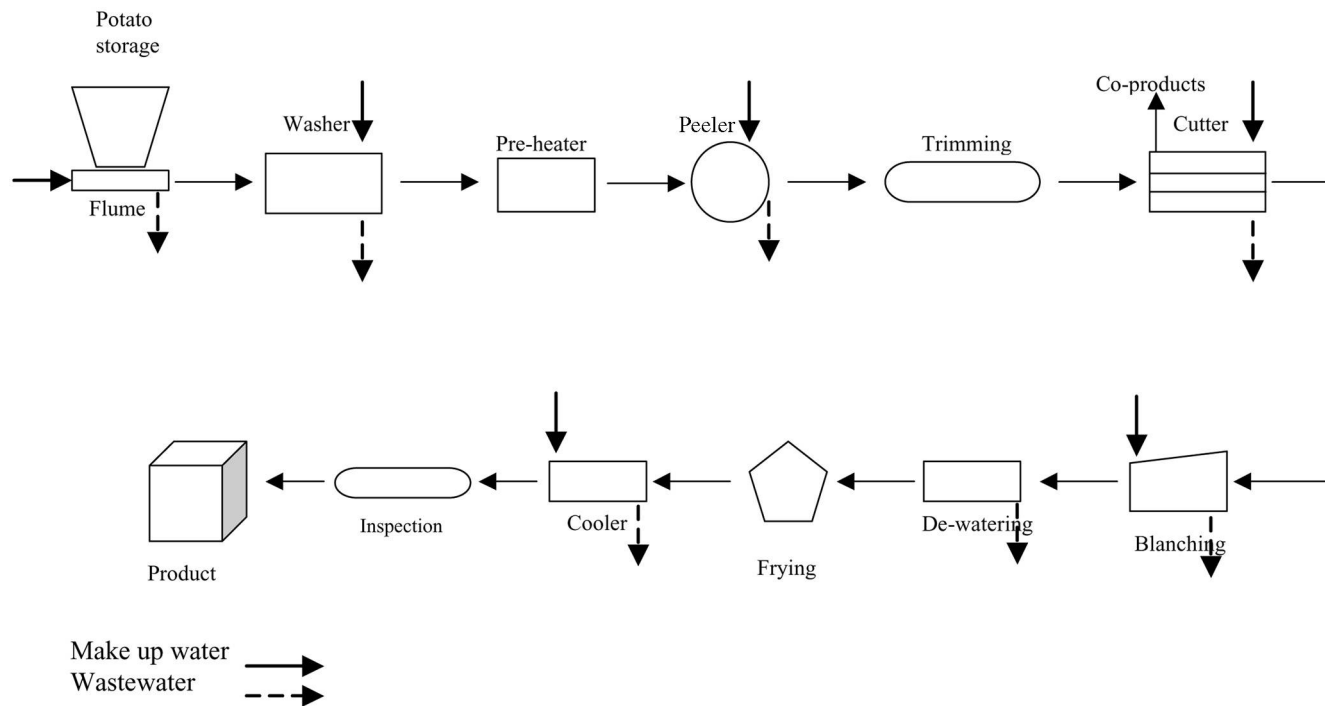 Potato
storage
Flume
Washer
Pre-heater
Peeler
Trimming
Co-products
Cutter
Product
Inspection
Cooler
Frying
De-watering
Blanching
Make up water
Wastewater